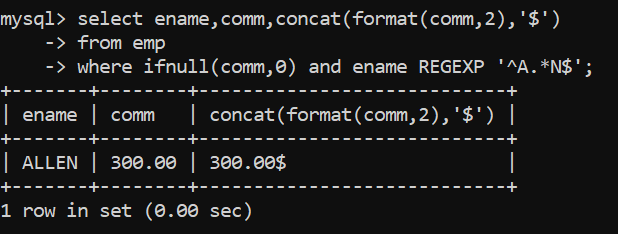 mysql> select ename,comm,concat(format(comm,2),'$')
    -> from emp
    -> where ifnull(comm,0) and ename REGEXP '^A.*N$';
+-------+--------+----------------------------+
| ename | comm   | concat(format(comm,2),'$') |
+-------+--------+----------------------------+
| ALLEN | 300.00 | 300.00$                    |
+-------+--------+----------------------------+
1 row in set (0.00 sec)